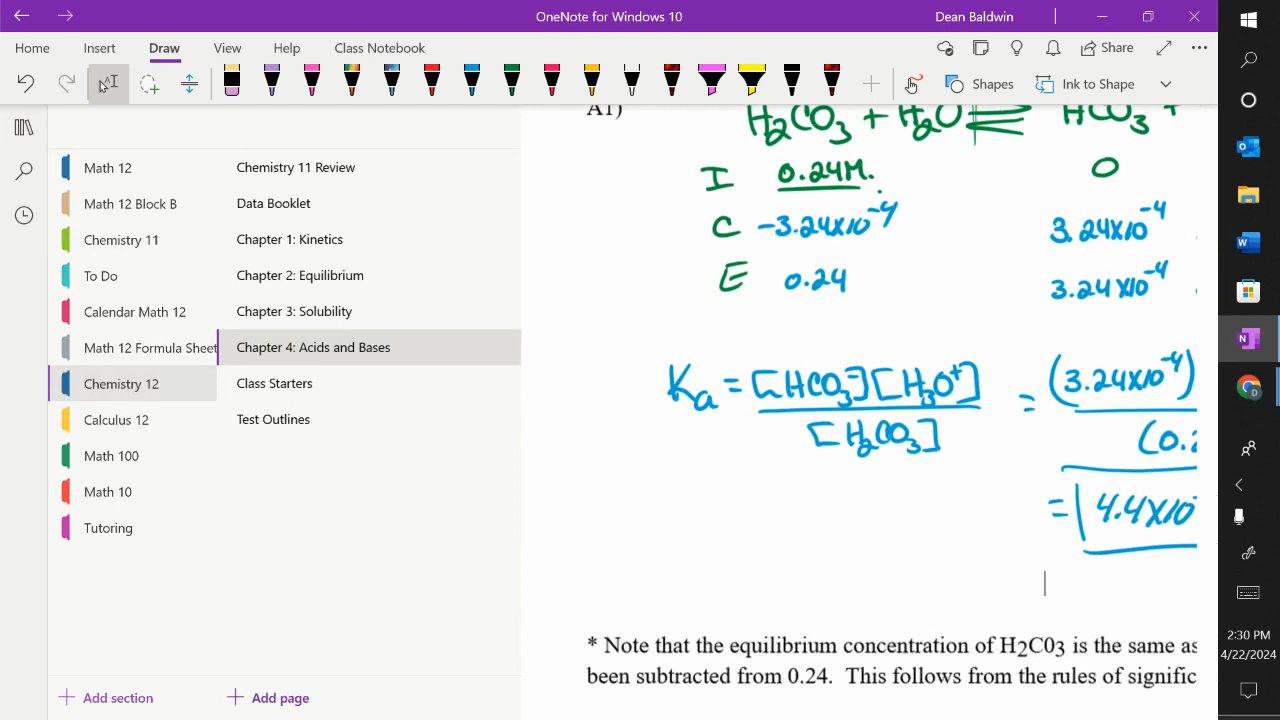 OneNote for Windows 10
Dean Baldwin
Home Insert Draw View Help Class Notebook
Share
Shapes
Ink to Shape
Math 12
Math 12 Block B
Chemistry 11
To Do
Calendar Math 12
Math 12 Formula Sheet
Chemistry 12
Calculus 12
Math 100
Math 10
Tutoring
Add section
Chemistry 11 Review
Data Booklet
Chapter 1: Kinetics
Chapter 2: Equilibrium
Chapter 3: Solubility
Chapter 4: Acids and Bases
Class Starters
Test Outlines
Add page
A1)
H₂CO₃ + H₂O ⇌ HCO₃ +
I 0.24M. 0
C -3.24x10⁻⁴ 3.24x10⁻⁴
E 0.24 3.24x10⁻⁴
Ka = [HCO₃⁻][H₃O⁺] / [H₂CO₃] = (3.24x10⁻⁴) / (0.2
= 4.4x10⁻
* Note that the equilibrium concentration of H2C03 is the same as
been subtracted from 0.24. This follows from the rules of signific
2:30 PM
4/22/2024